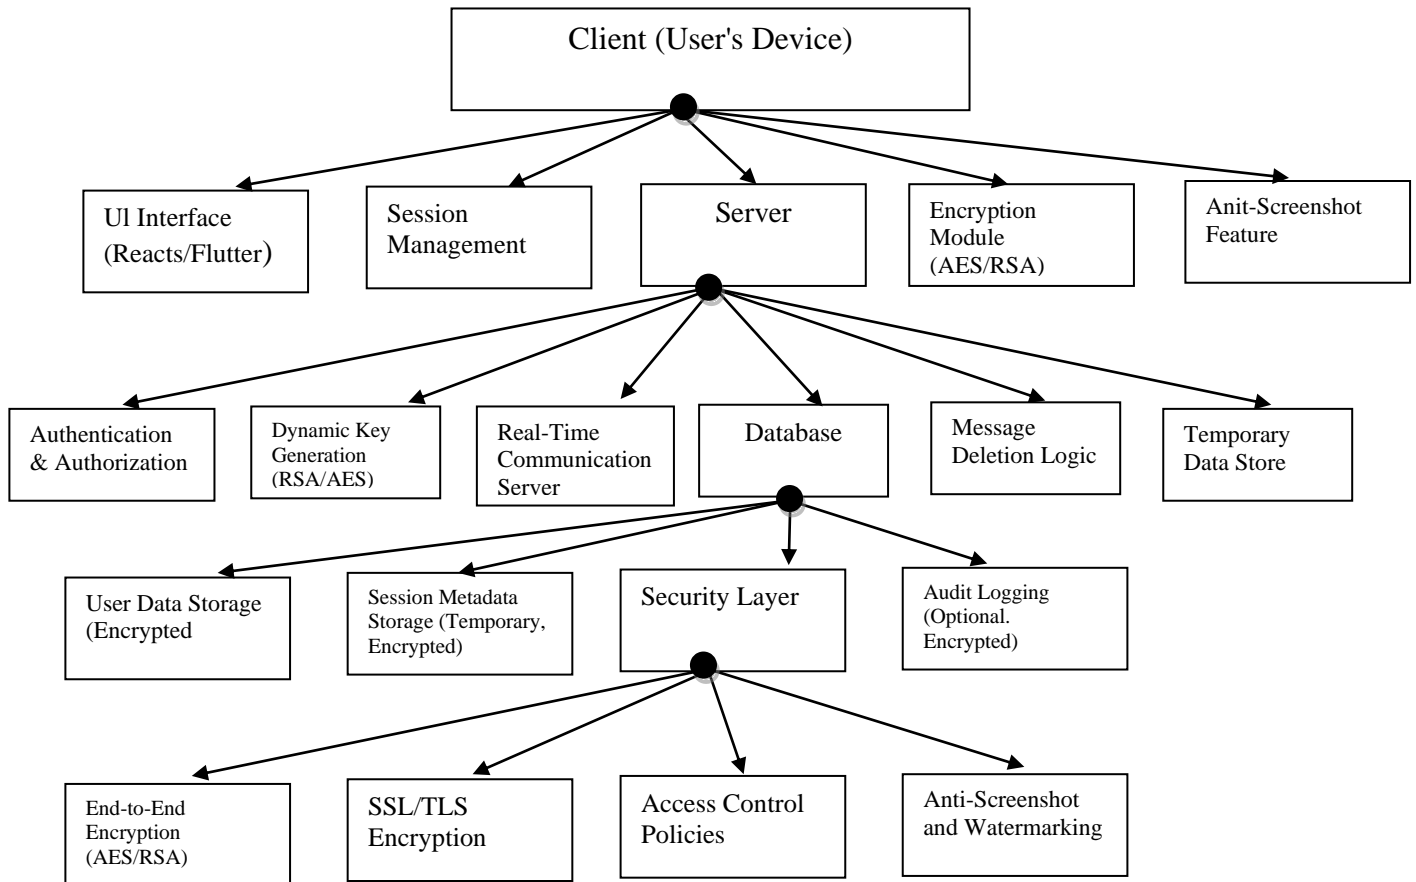 Client (User's Device)
UI Interface
(Reacts/Flutter)
Session
Management
Server
Encryption
Module
(AES/RSA)
Anit-Screenshot
Feature
Authentication
& Authorization
Dynamic Key
Generation
(RSA/AES)
Real-Time
Communication
Server
Database
Message
Deletion Logic
Temporary
Data Store
User Data Storage
(Encrypted
Session Metadata
Storage (Temporary,
Encrypted)
Security Layer
Audit Logging
(Optional.
Encrypted)
End-to-End
Encryption
(AES/RSA)
SSL/TLS
Encryption
Access Control
Policies
Anti-Screenshot
and Watermarking